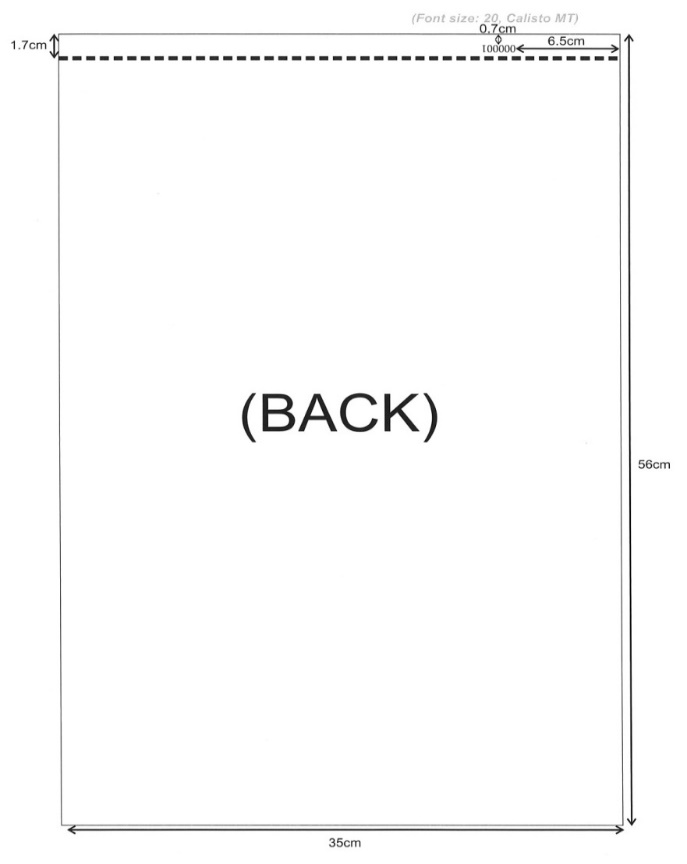 (Font size: 20, Calisto MT)
0.7cm
1.7cm
100000
6.5cm
(BACK)
56cm
35cm